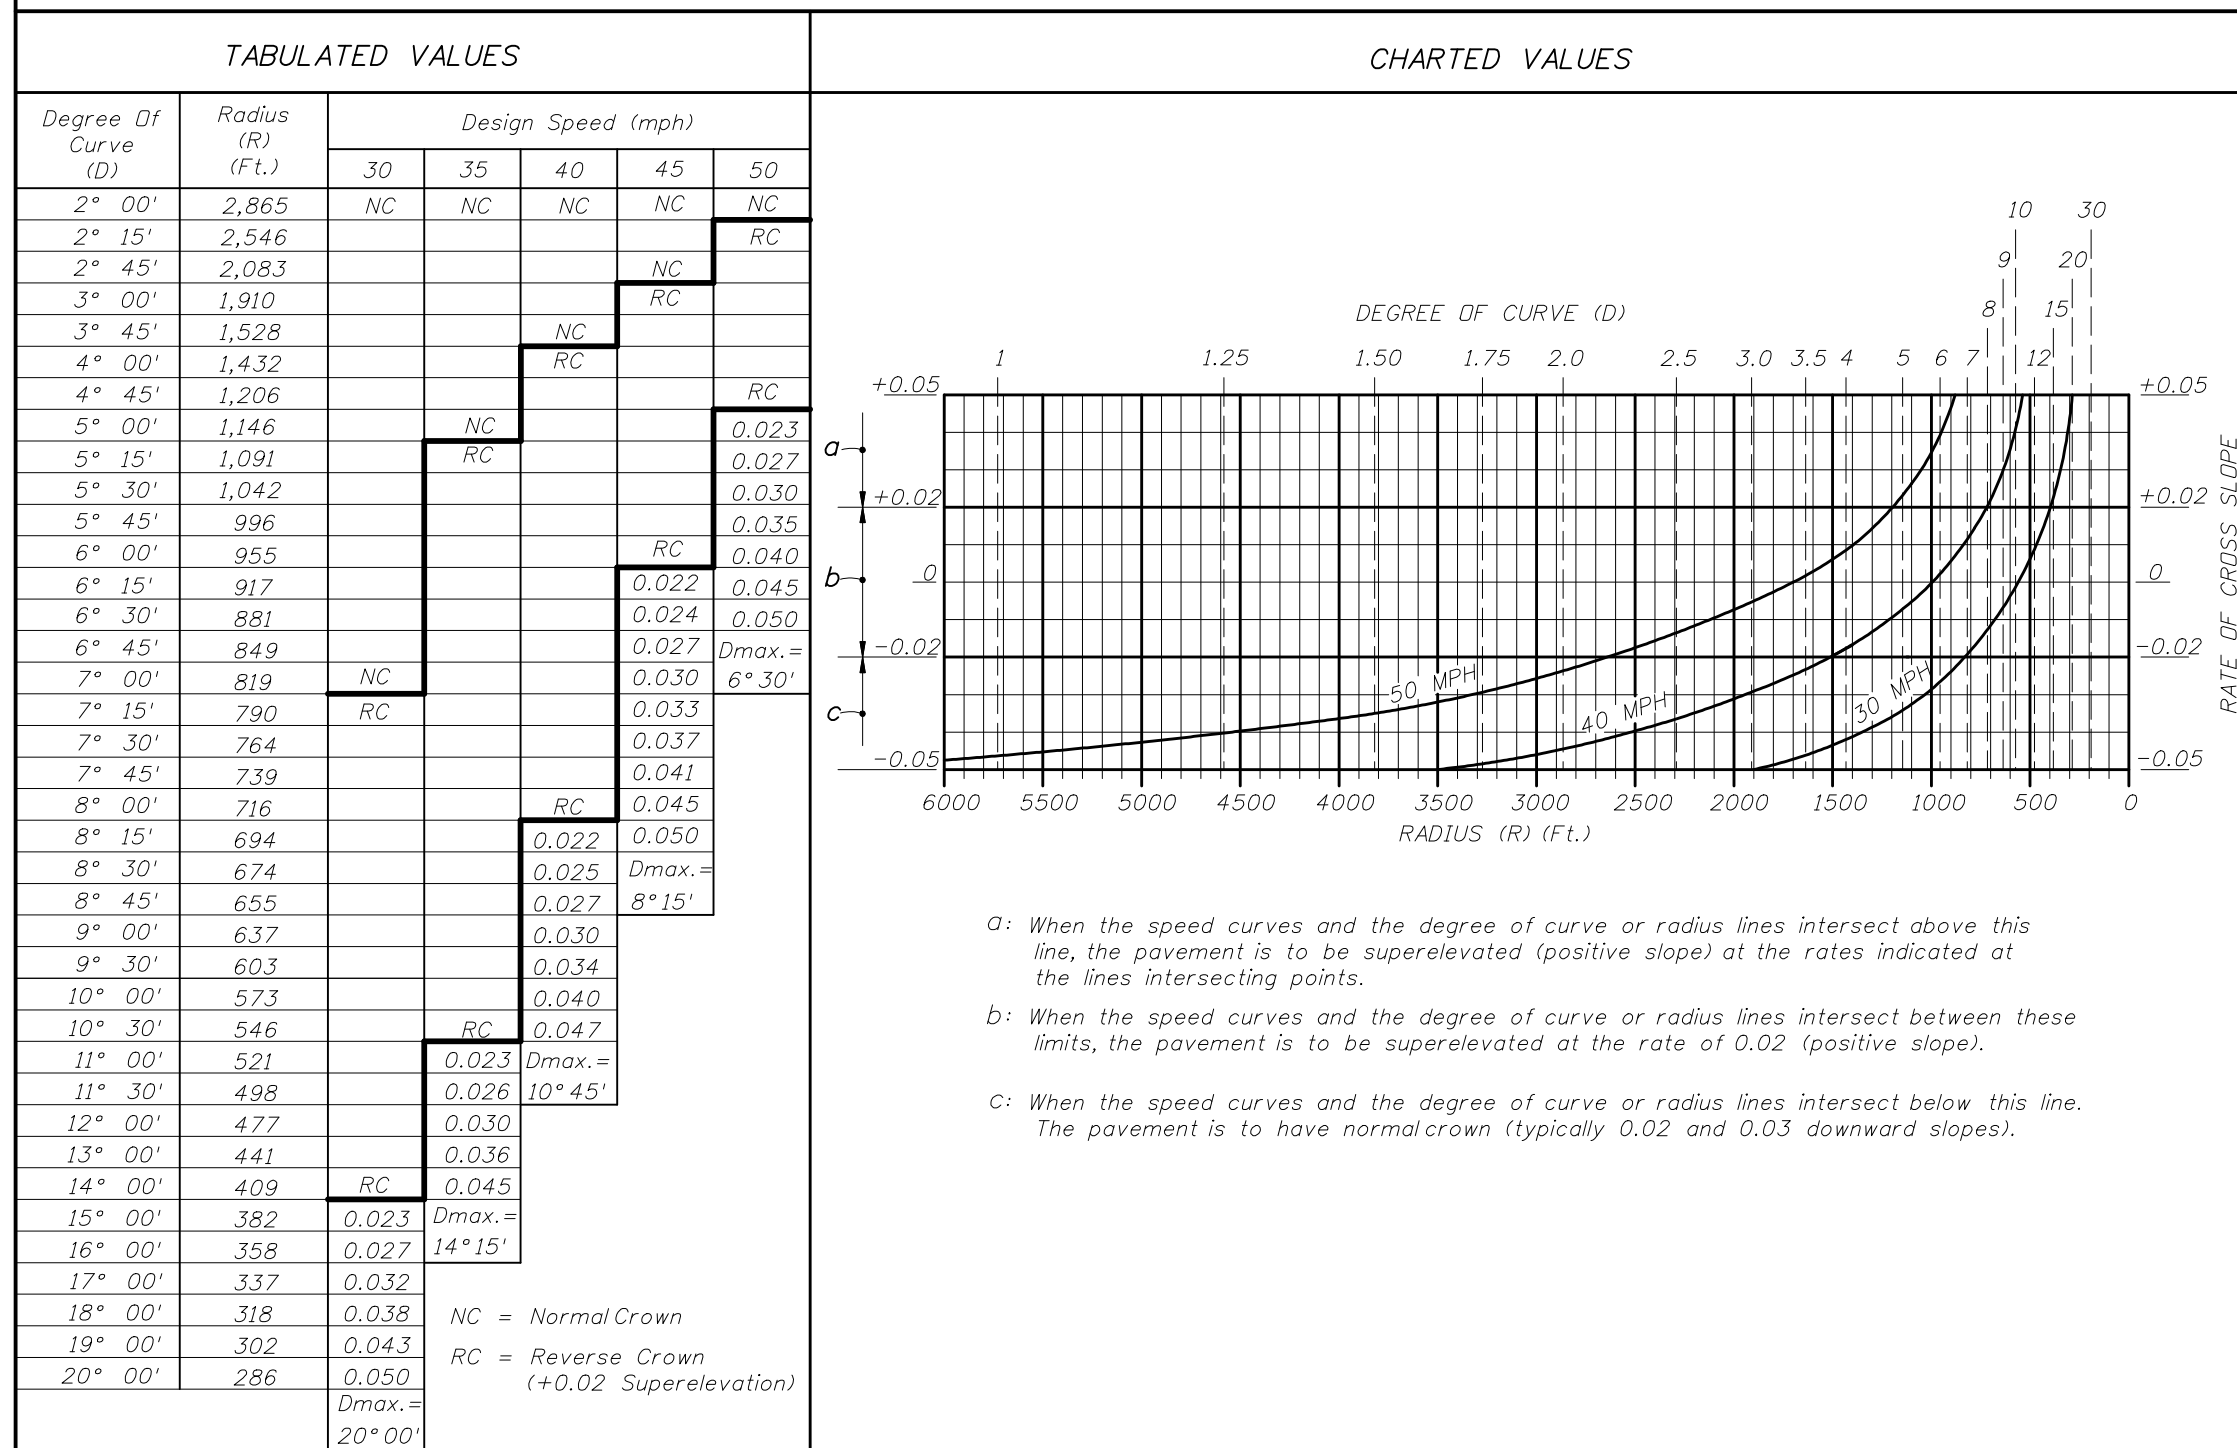 TABULATED VALUES
CHARTED VALUES
Degree Of Curve (D) Radius (R) (Ft.) Design Speed (mph)
30 35 40 45 50
2° 00' 2,865 NC NC NC NC NC
2° 15' 2,546 RC
2° 45' 2,083 NC
3° 00' 1,910 RC
3° 45' 1,528 NC
4° 00' 1,432 RC
4° 45' 1,206 RC
5° 00' 1,146 NC 0.023
5° 15' 1,091 RC 0.027
5° 30' 1,042 0.030
5° 45' 996 0.035
6° 00' 955 RC 0.040
6° 15' 917 0.022 0.045
6° 30' 881 0.024 0.050
6° 45' 849 0.027 Dmax.=
7° 00' 819 NC 0.030 6°30'
7° 15' 790 RC 0.033
7° 30' 764 0.037
7° 45' 739 0.041
8° 00' 716 RC 0.045
8° 15' 694 0.022 0.050
8° 30' 674 0.025 Dmax.=
8° 45' 655 0.027 8°15'
9° 00' 637 0.030
9° 30' 603 0.034
10° 00' 573 0.040
10° 30' 546 RC 0.047
11° 00' 521 0.023 Dmax.=
11° 30' 498 0.026 10°45'
12° 00' 477 0.030
13° 00' 441 0.036
14° 00' 409 RC 0.045
15° 00' 382 0.023 Dmax.=
16° 00' 358 0.027 14°15'
17° 00' 337 0.032
18° 00' 318 0.038
19° 00' 302 0.043
20° 00' 286 0.050
Dmax.=
20°00'
NC = Normal Crown
RC = Reverse Crown
(+0.02 Superelevation)
10 30
9 20
8 15
DEGREE OF CURVE (D)
1 1.25 1.50 1.75 2.0 2.5 3.0 3.5 4 5 6 7 12
+0.05 +0.05
a
+0.02 +0.02
b 0 0
-0.02 -0.02
c
-0.05 -0.05
50 MPH
40 MPH
30 MPH
RATE OF CROSS SLOPE
6000 5500 5000 4500 4000 3500 3000 2500 2000 1500 1000 500 0
RADIUS (R) (Ft.)
a: When the speed curves and the degree of curve or radius lines intersect above this
line, the pavement is to be superelevated (positive slope) at the rates indicated at
the lines intersecting points.
b: When the speed curves and the degree of curve or radius lines intersect between these
limits, the pavement is to be superelevated at the rate of 0.02 (positive slope).
c: When the speed curves and the degree of curve or radius lines intersect below this line.
The pavement is to have normal crown (typically 0.02 and 0.03 downward slopes).